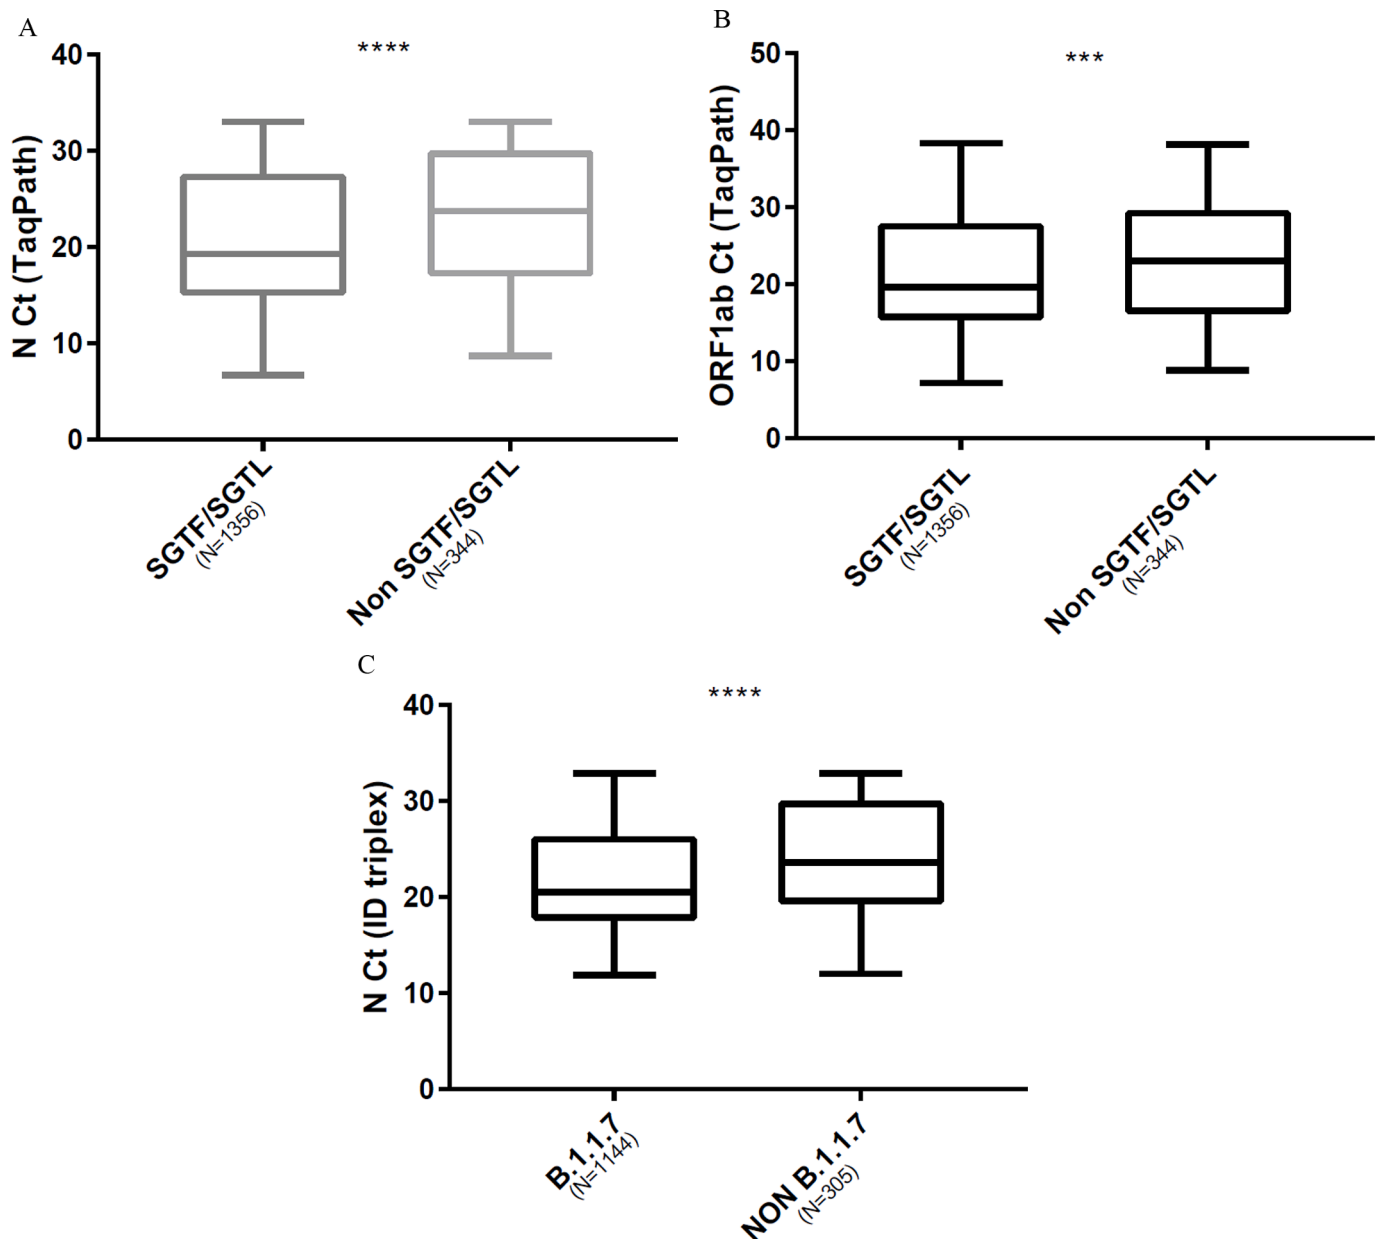 A
****
N Ct (TaqPath)
40
30
20
10
0
SGTF/SGTL
(N=1356)
Non SGTF/SGTL
(N=344)
B
***
ORF1ab Ct (TaqPath)
50
40
30
20
10
0
SGTF/SGTL
(N=1356)
Non SGTF/SGTL
(N=344)
C
****
N Ct (ID triplex)
40
30
20
10
0
B.1.1.7
(N=1144)
NON B.1.1.7
(N=305)